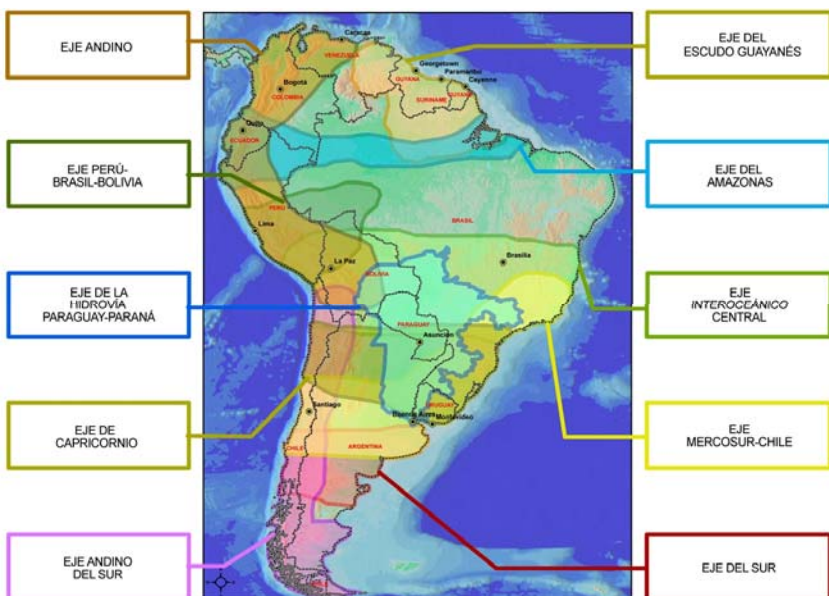 EJE ANDINO
EJE PERÚ-
BRASIL-BOLIVIA
EJE DE LA
HIDROVÍA
PARAGUAY-PARANÁ
EJE DE
CAPRICORNIO
EJE ANDINO
DEL SUR
Caracas
VENEZUELA
Georgetown
Paramaribo
GUYANA
Cayenne
GUYANA
SURINAME
Bogotá
COLOMBIA
Quito
ECUADOR
PERÚ
BRASIL
Lima
La Paz
BOLIVIA
Brasilia
PARAGUAY
Asunción
Santiago
URUGUAY
Buenos Aires
Montevideo
CHILE
ARGENTINA
EJE DEL
ESCUDO GUAYANÉS
EJE DEL
AMAZONAS
EJE
INTEROCEÁNICO
CENTRAL
EJE
MERCOSUR-CHILE
EJE DEL SUR